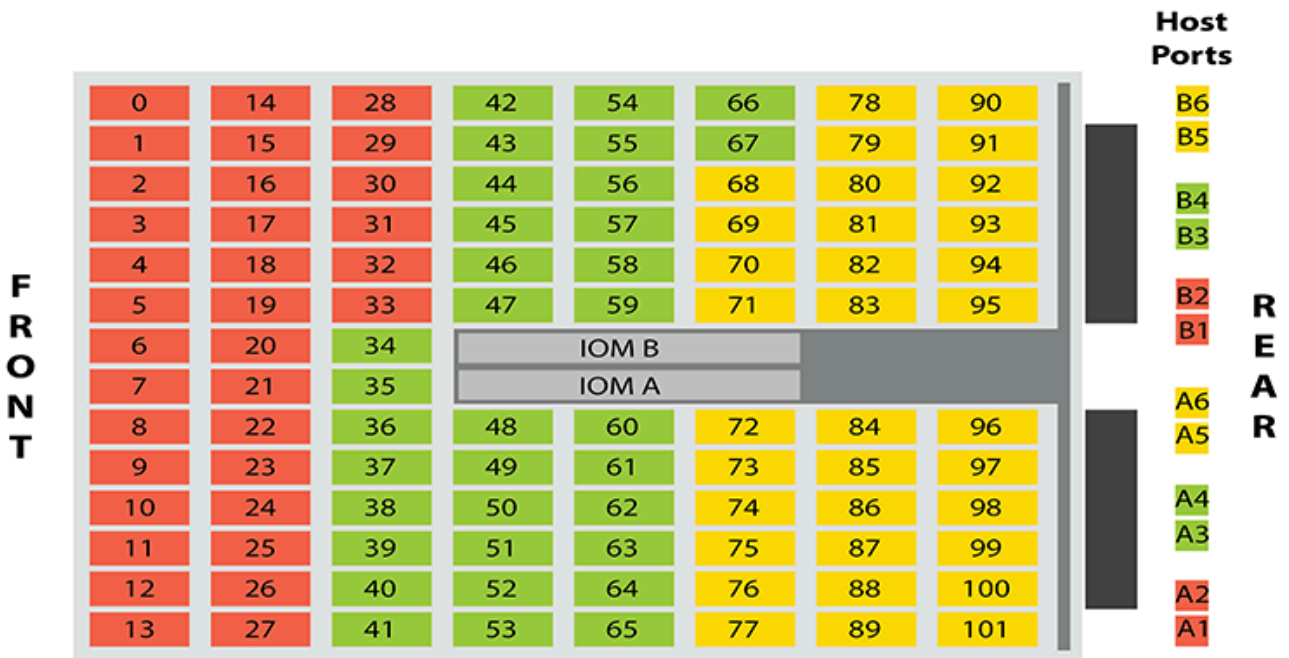 Host
Ports
0 14 28 42 54 66 78 90 B6
1 15 29 43 55 67 79 91 B5
2 16 30 44 56 68 80 92 B4
3 17 31 45 57 69 81 93 B3
4 18 32 46 58 70 82 94
5 19 33 47 59 71 83 95 B2
6 20 34 IOM B B1
7 21 35 IOM A A6
8 22 36 48 60 72 84 96 A5
9 23 37 49 61 73 85 97
10 24 38 50 62 74 86 98 A4
11 25 39 51 63 75 87 99 A3
12 26 40 52 64 76 88 100 A2
13 27 41 53 65 77 89 101 A1
FRONT
REAR